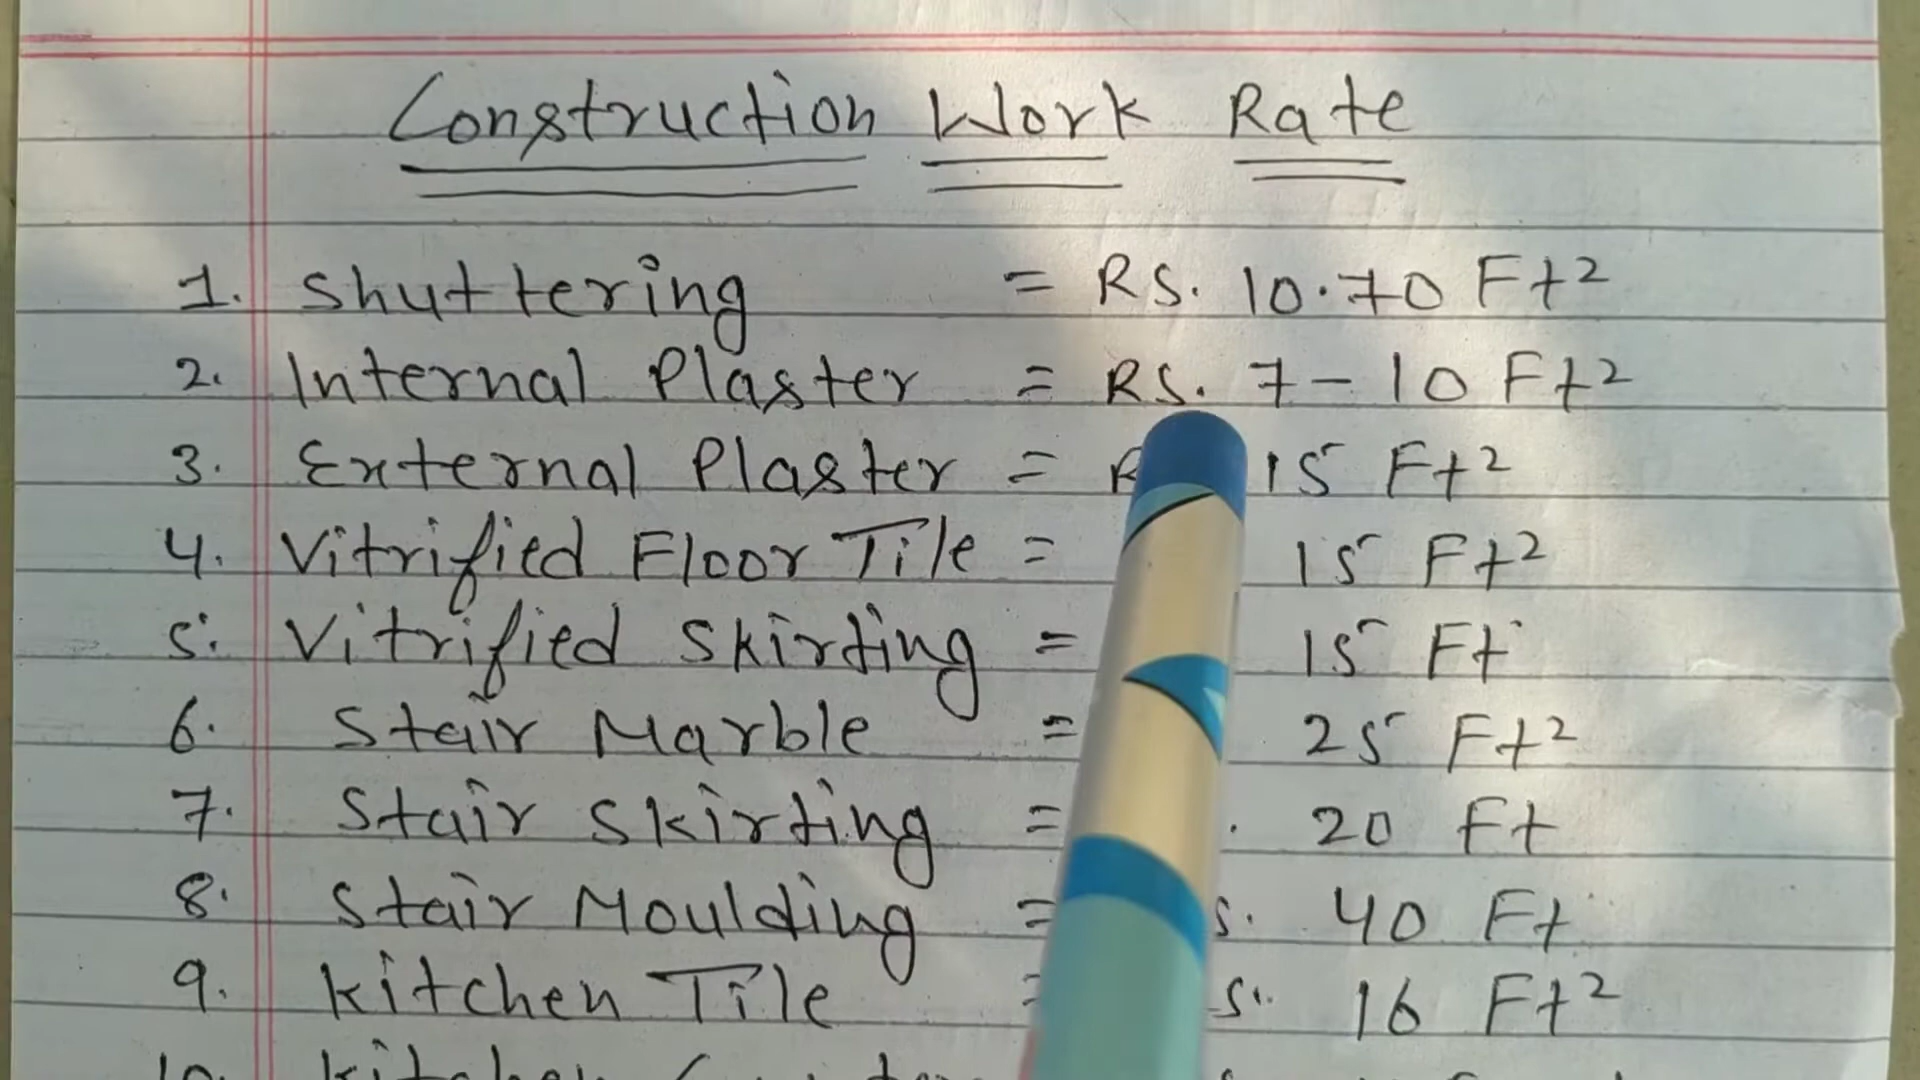 Construction Work Rate
1. Shuttering = RS. 10.70 Ft²
2. Internal Plaster = RS. 7-10 Ft²
3. External Plaster = 15 Ft²
4. Vitrified Floor Tile = 15 Ft²
5. Vitrified Skirting = 15 Ft
6. Stair Marble = 25 Ft²
7. Stair Skirting = 20 Ft
8. Stair Moulding = 40 Ft
9. Kitchen Tile = 16 Ft²
10. Kitchen